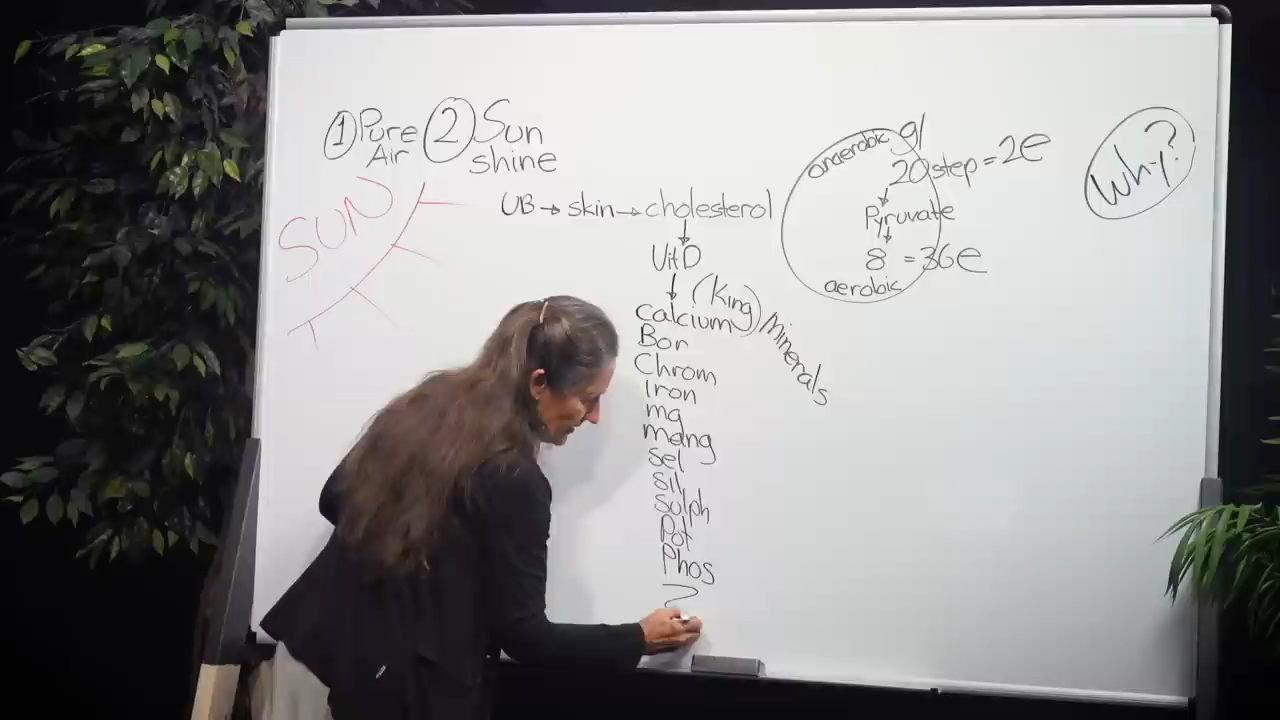 1 Pure Air
2 Sun shine
SUN
UB → skin → cholesterol
↓
Vit D
↓
(King)
Calcium
Minerals
Bor
Chrom
Iron
mg
mang
sel
sil
sulph
Pot
Phos
anaerobic
gl
20 step = 2e
↓
Pyruvate
↓
8 = 36e
aerobic
Why?